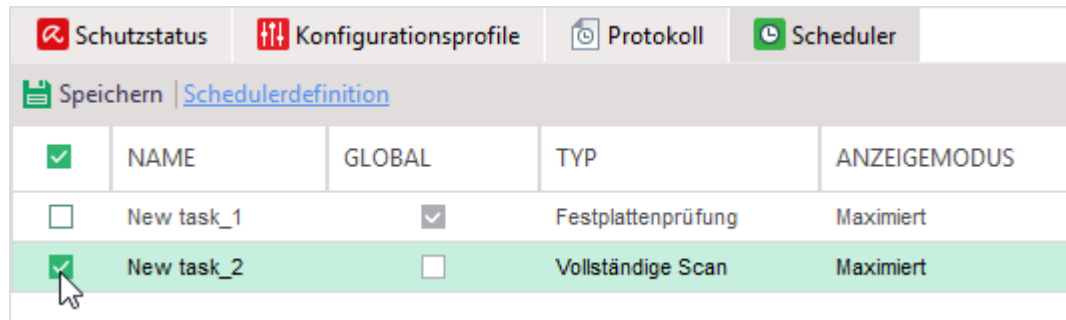 Schutzstatus Konfigurationsprofile Protokoll Scheduler
Speichern | Schedulerdefinition
NAME GLOBAL TYP ANZEIGEMODUS
New task_1 Festplattenprüfung Maximiert
New task_2 Vollständige Scan Maximiert